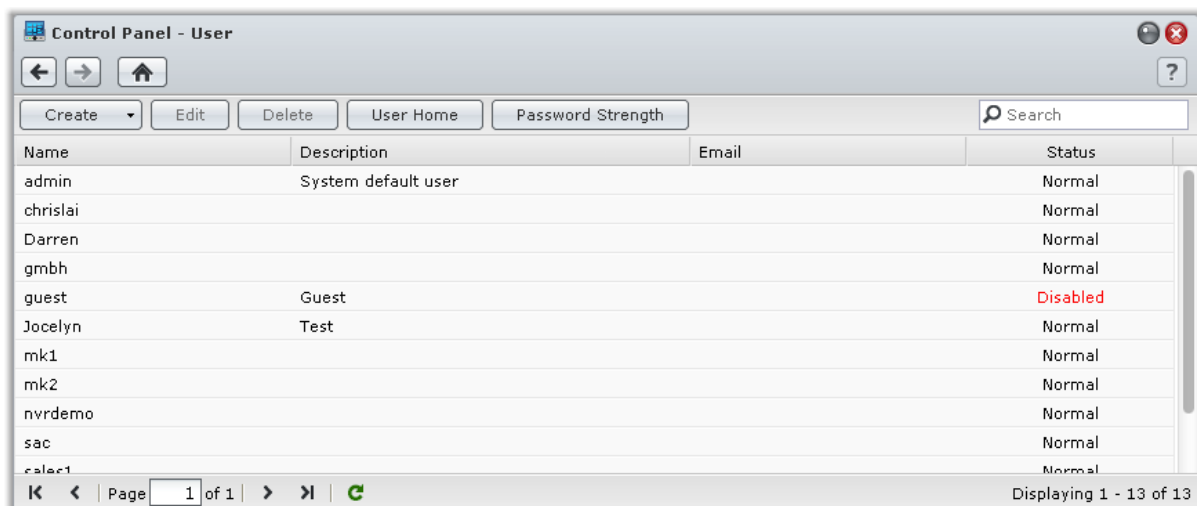 Control Panel - User
?
Create Edit Delete User Home Password Strength Search
Name Description Email Status
admin System default user Normal
chrislai Normal
Darren Normal
gmbh Normal
guest Guest Disabled
Jocelyn Test Normal
mk1 Normal
mk2 Normal
nvrdemo Normal
sac Normal
sales1 Normal
Page 1 of 1 Displaying 1 - 13 of 13